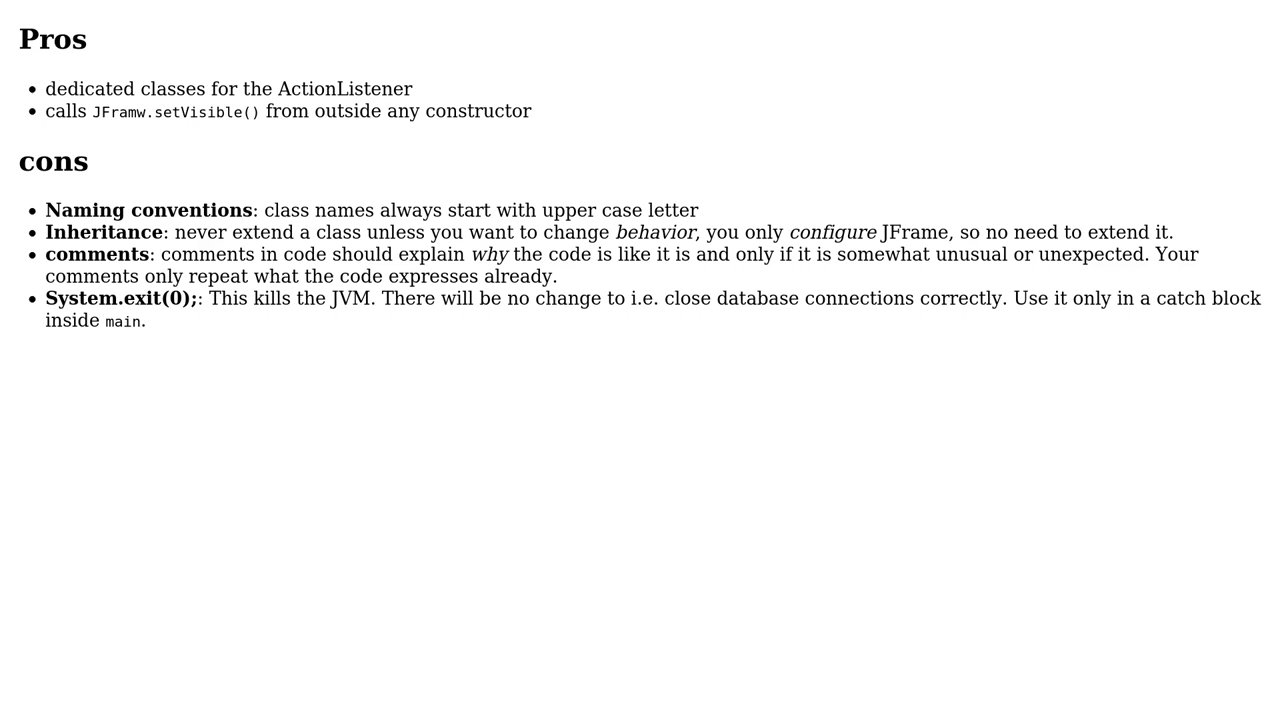 Pros
• dedicated classes for the ActionListener
• calls JFramw.setVisible() from outside any constructor
cons
• Naming conventions: class names always start with upper case letter
• Inheritance: never extend a class unless you want to change behavior, you only configure JFrame, so no need to extend it.
• comments: comments in code should explain why the code is like it is and only if it is somewhat unusual or unexpected. Your
comments only repeat what the code expresses already.
• System.exit(0);: This kills the JVM. There will be no change to i.e. close database connections correctly. Use it only in a catch block
inside main.